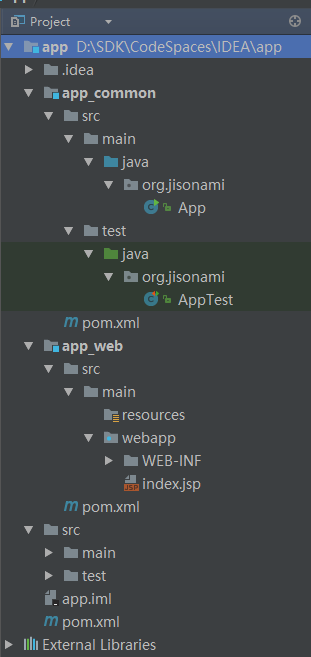 Project
app D:\SDK\CodeSpaces\IDEA\app
.idea
app_common
src
main
java
org.jisonami
App
test
java
org.jisonami
AppTest
pom.xml
app_web
src
main
resources
webapp
WEB-INF
index.jsp
pom.xml
src
main
test
app.iml
pom.xml
External Libraries